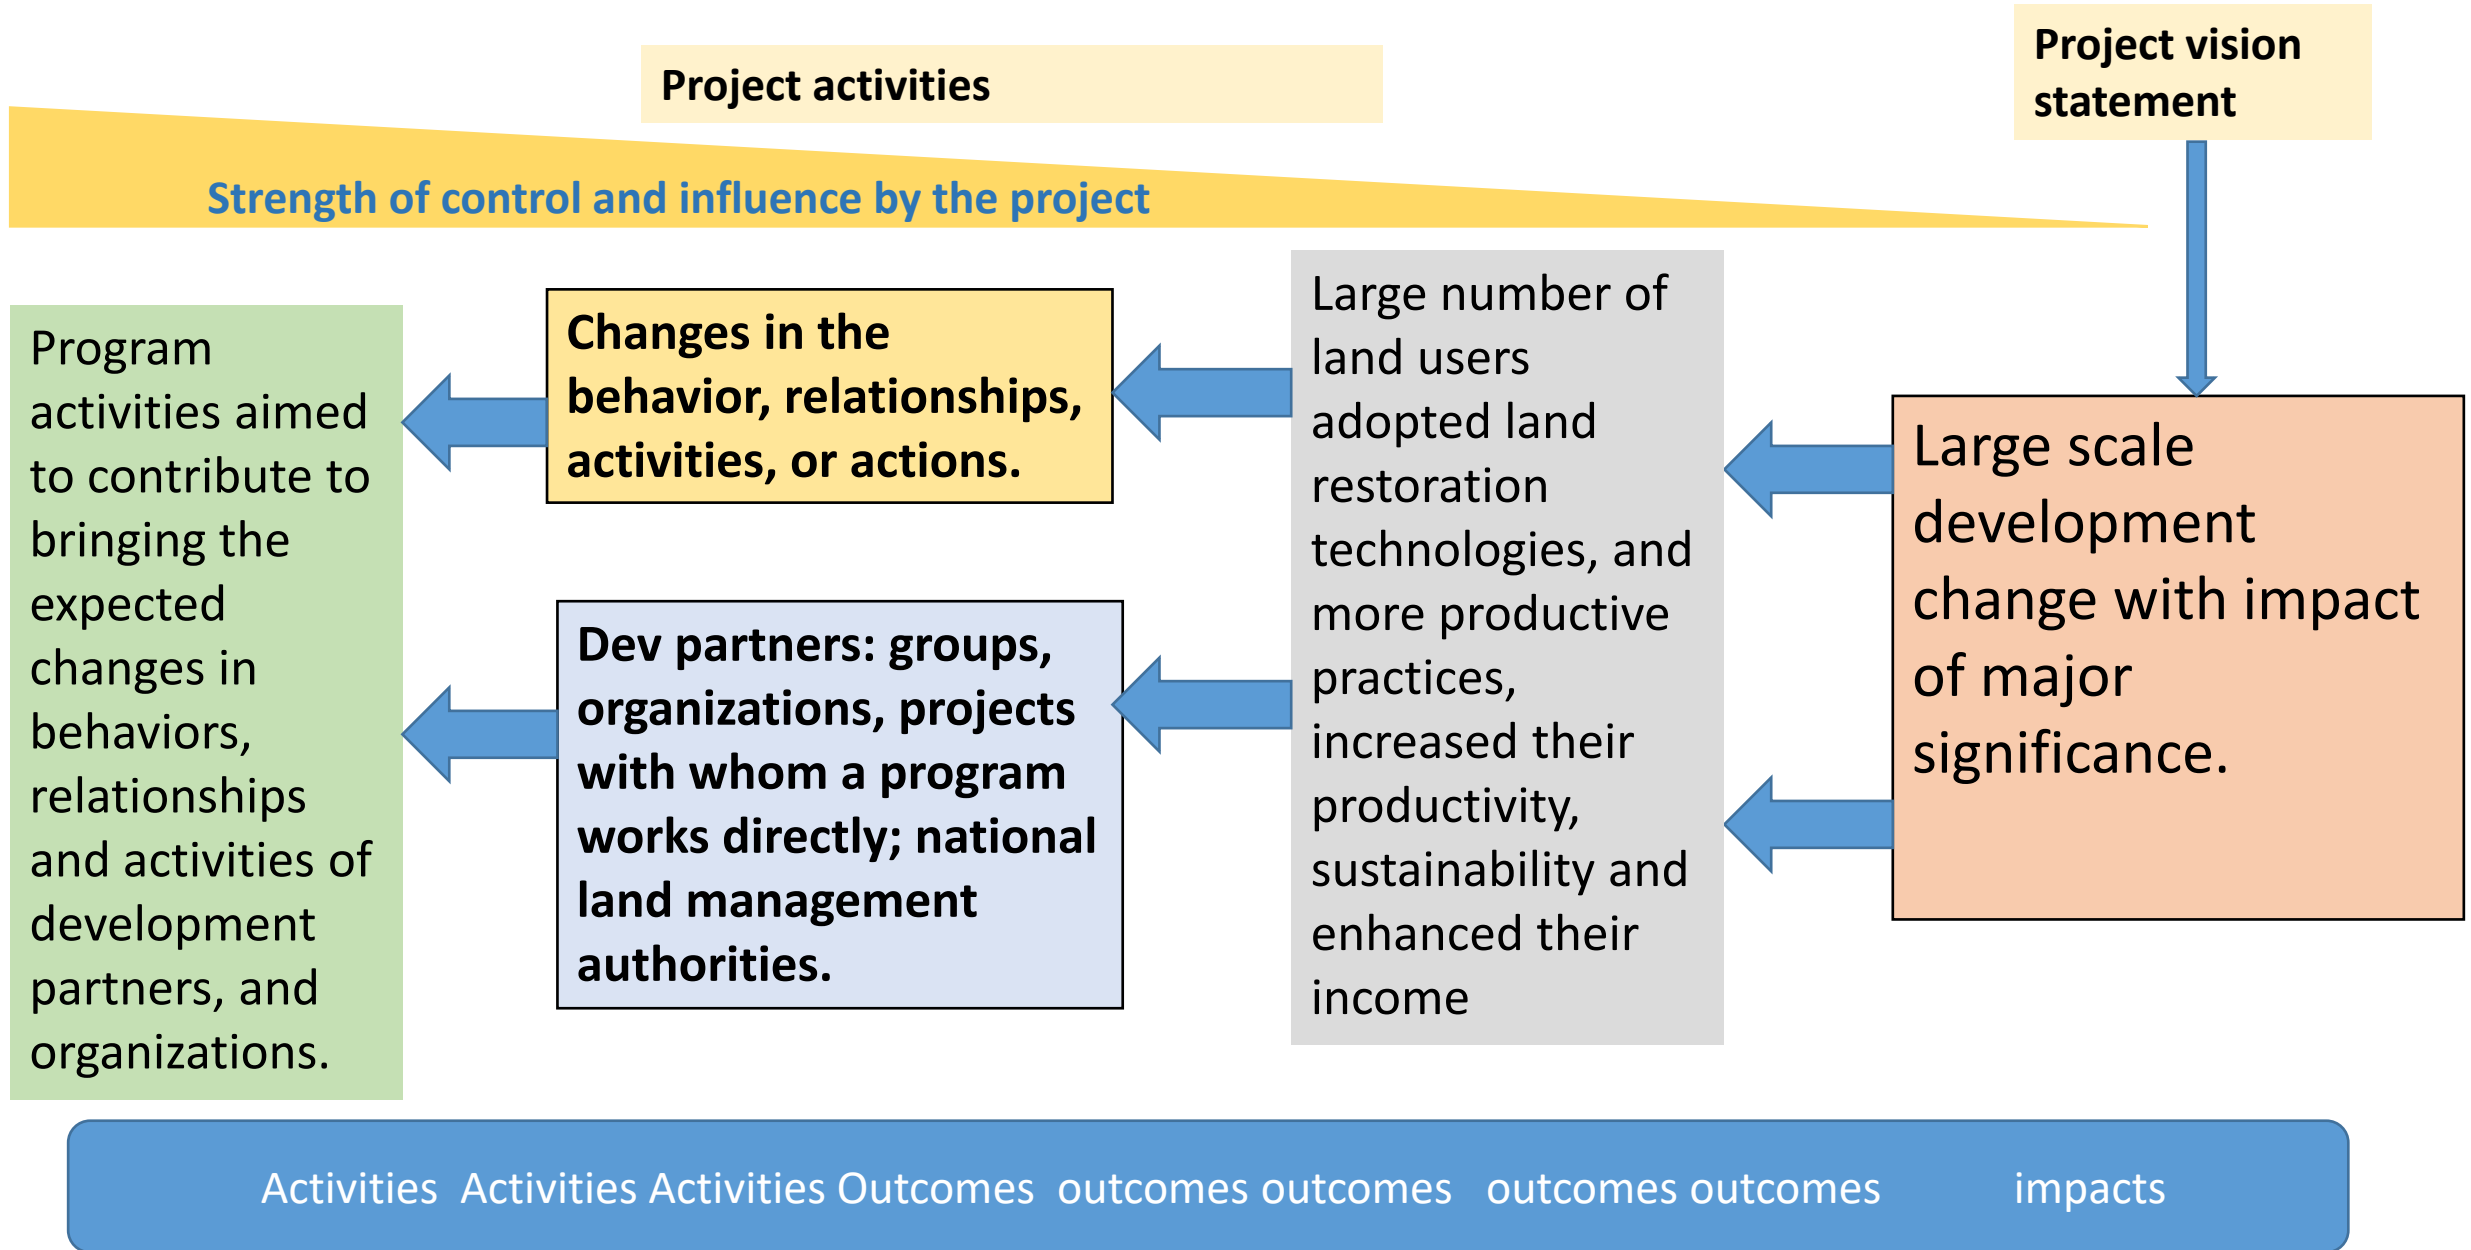 Project activities
Project vision
statement
Strength of control and influence by the project
Program
activities aimed
to contribute to
bringing the
expected
changes in
behaviors,
relationships
and activities of
development
partners, and
organizations.
Changes in the
behavior, relationships,
activities, or actions.
Dev partners: groups,
organizations, projects
with whom a program
works directly; national
land management
authorities.
Large number of
land users
adopted land
restoration
technologies, and
more productive
practices,
increased their
productivity,
sustainability and
enhanced their
income
Large scale
development
change with impact
of major
significance.
Activities Activities Activities Outcomes outcomes outcomes outcomes outcomes impacts